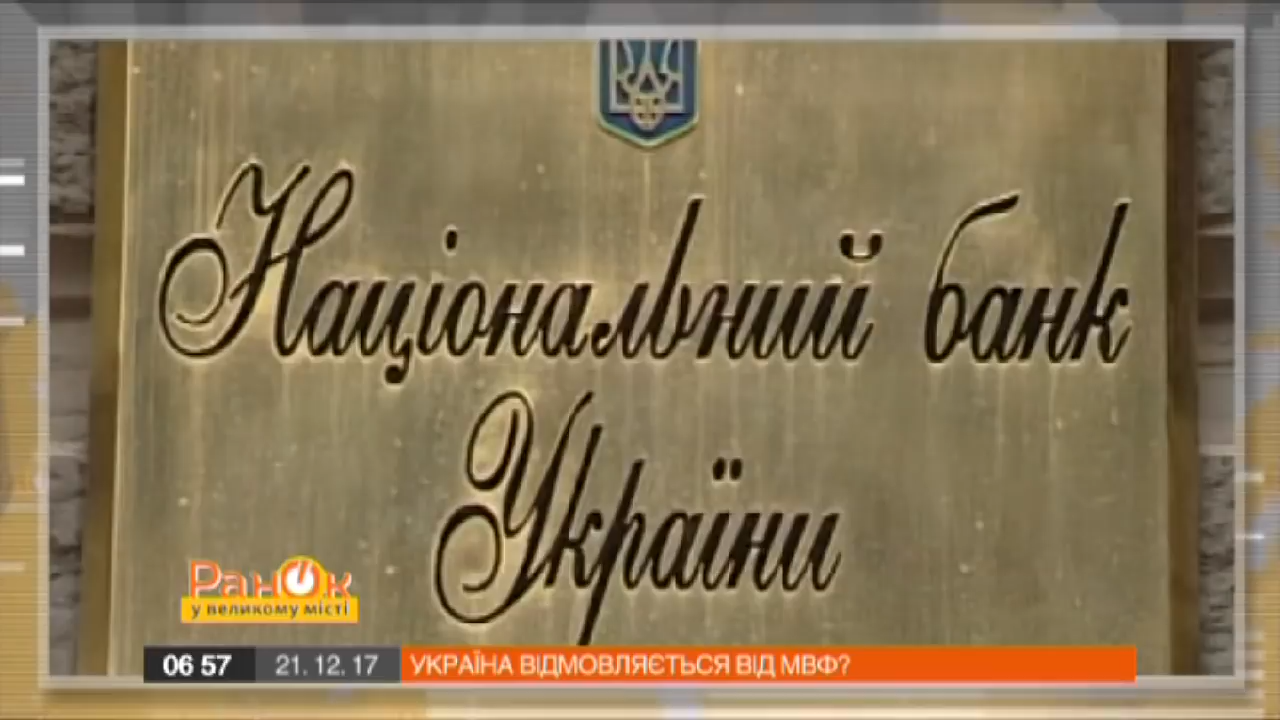 Національний банк
України
Ранок
у великому місті
06 57 21. 12. 17 УКРАЇНА ВІДМОВЛЯЄТЬСЯ ВІД МВФ?